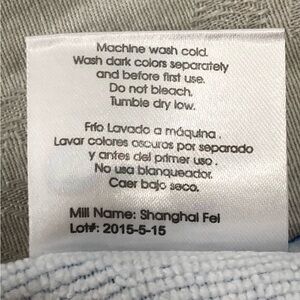 Machine wash cold.
Wash dark colors separately
and before first use.
Do not bleach.
Tumble dry low.
Frío Lavado a máquina.
Lavar colores oscuros por separado
y antes del primer uso.
No usa blanqueador.
Caer bajo seco.
Mill Name: Shanghai Fei
Lot#: 2015-5-15